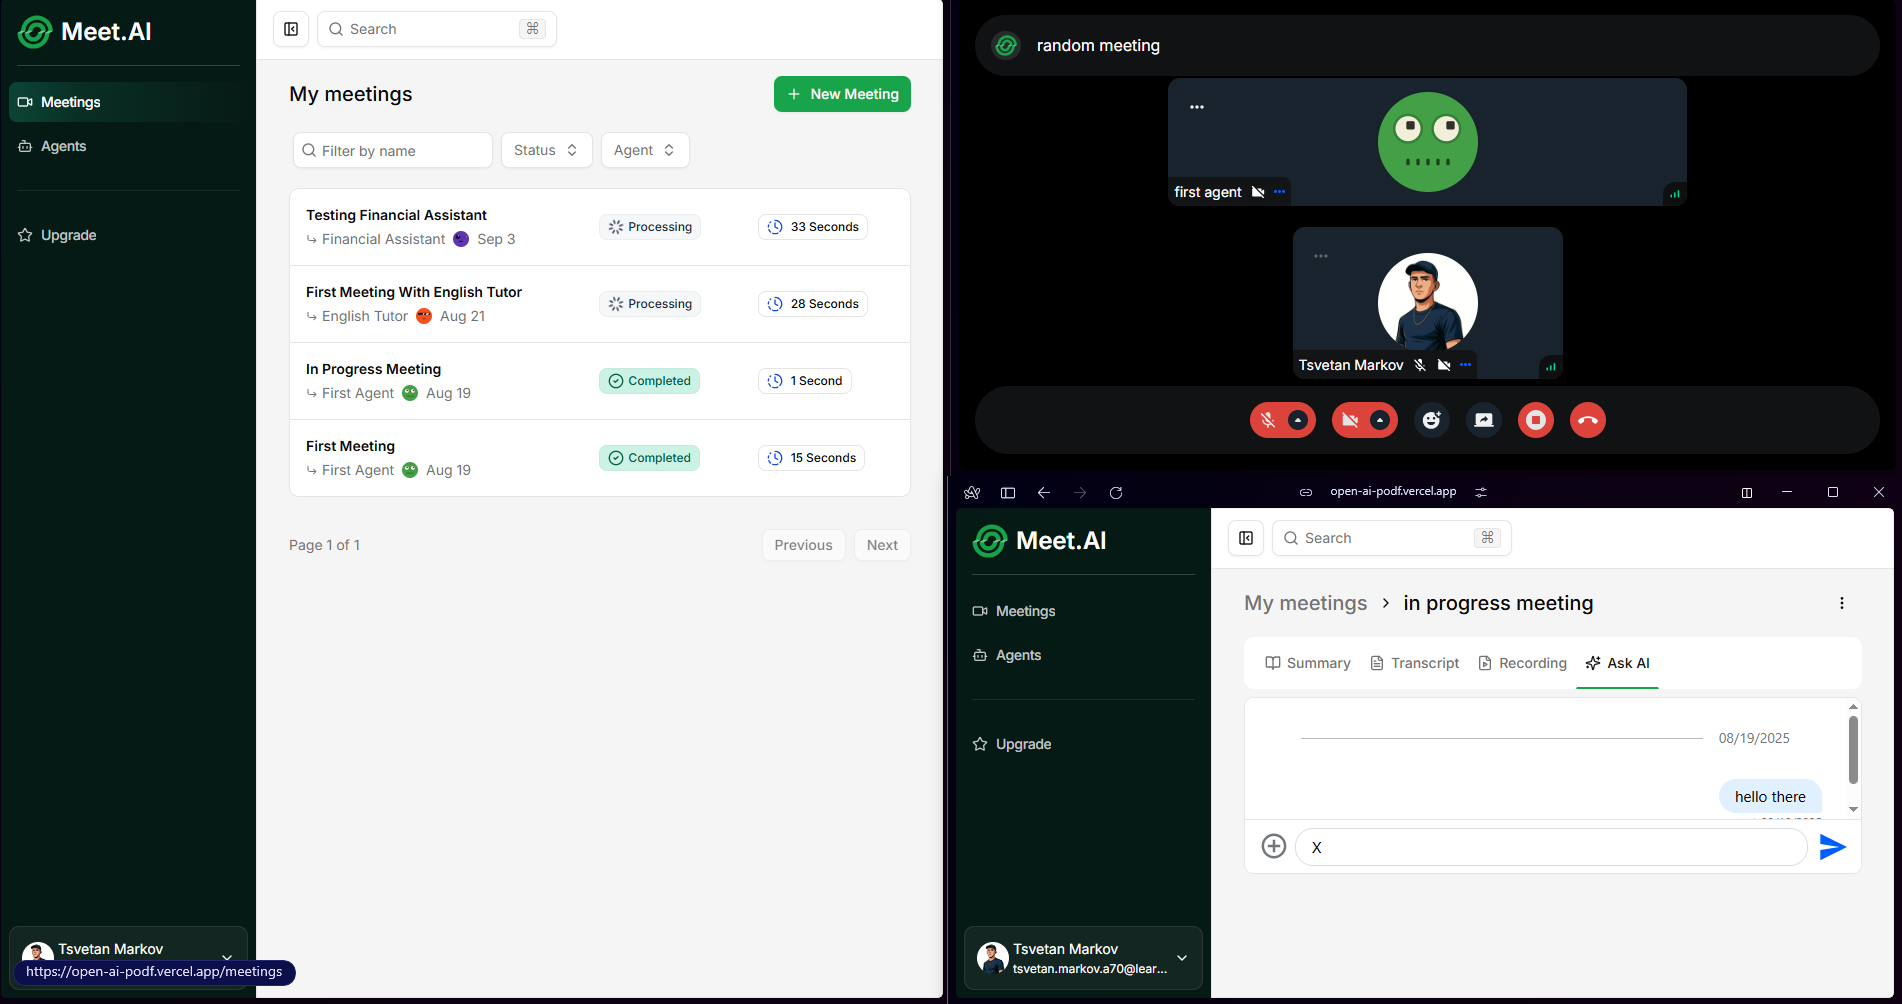 Meet.AI
Meetings
Agents
Upgrade
Tsvetan Markov
https://open-ai-podf.vercel.app/meetings
Search ⌘
My meetings
+ New Meeting
Filter by name
Status
Agent
Testing Financial Assistant
Financial Assistant Sep 3
Processing
33 Seconds
First Meeting With English Tutor
English Tutor Aug 21
Processing
28 Seconds
In Progress Meeting
First Agent Aug 19
Completed
1 Second
First Meeting
First Agent Aug 19
Completed
15 Seconds
Page 1 of 1
Previous
Next
random meeting
first agent
Tsvetan Markov
open-ai-podf.vercel.app
Meet.AI
Meetings
Agents
Upgrade
Tsvetan Markov
tsvetan.markov.a70@lear...
Search ⌘
My meetings > in progress meeting
Summary
Transcript
Recording
Ask AI
08/19/2025
hello there
X